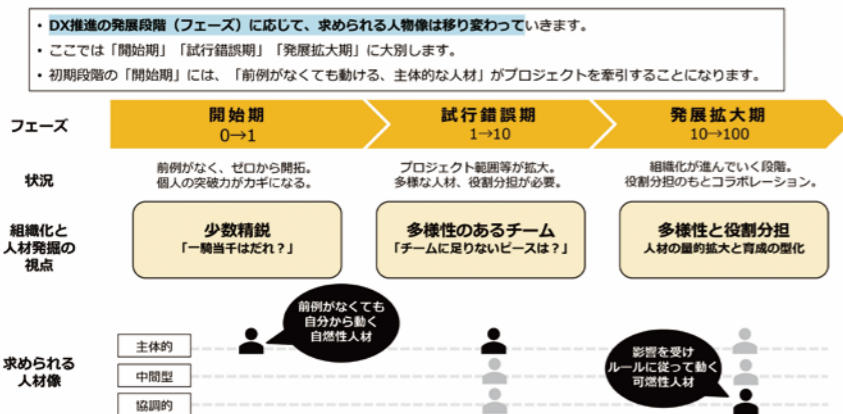 ・DX推進の発展段階（フェーズ）に応じて、求められる人物像は移り変わっていきます。
・ここでは「開始期」「試行錯誤期」「発展拡大期」に大別します。
・初期段階の「開始期」には、「前例がなくても動ける、主体的な人材」がプロジェクトを牽引することになります。
フェーズ
開始期
0→1
試行錯誤期
1→10
発展拡大期
10→100
状況
前例がなく、ゼロから開拓。
個人の突破力がカギになる。
プロジェクト範囲等が拡大。
多様な人材、役割分担が必要。
組織化が進んでいく段階。
役割分担のもとコラボレーション。
組織化と
人材発掘の
視点
少数精鋭
「一騎当千はだれ？」
多様性のあるチーム
「チームに足りないピースは？」
多様性と役割分担
人材の量的拡大と育成の型化
求められる
人材像
主体的
中間型
協調的
前例がなくても
自分から動く
自燃性人材
影響を受け
ルールに従って動く
可燃性人材